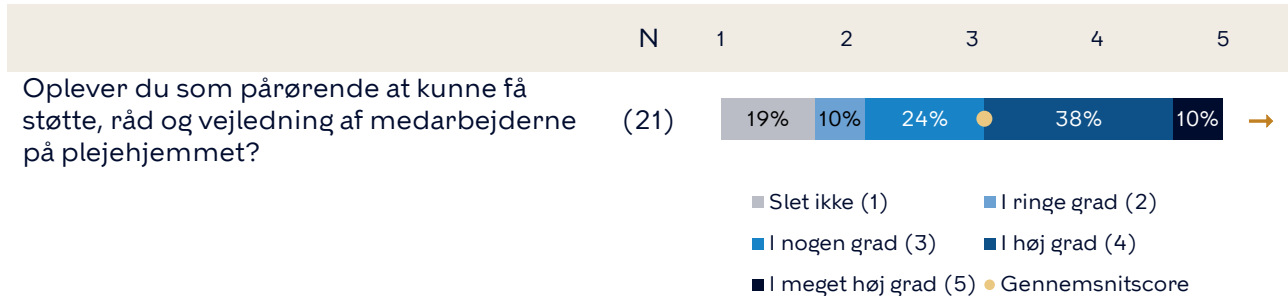 N 1 2 3 4 5
Oplever du som pårørende at kunne få
støtte, råd og vejledning af medarbejderne
på plejehjemmet?
(21)
19% 10% 24% 38% 10%
Slet ikke (1) I ringe grad (2)
I nogen grad (3) I høj grad (4)
I meget høj grad (5) Gennemsnitscore